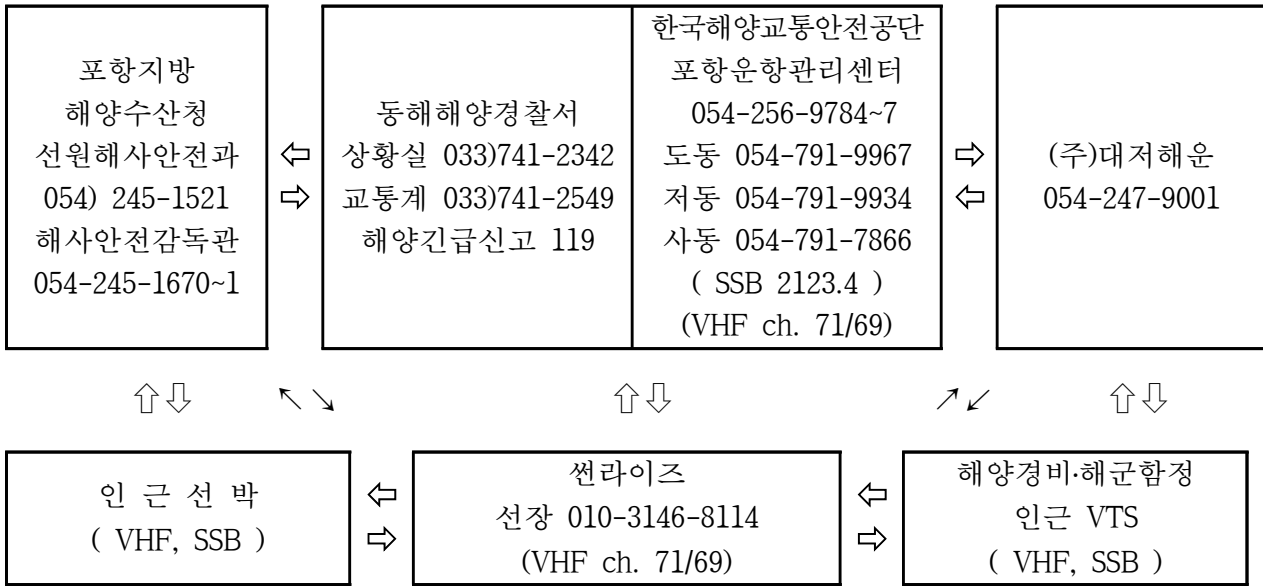 포항지방
해양수산청
선원해사안전과
054) 245-1521
해사안전감독관
054-245-1670~1
⇦
⇨
동해해양경찰서
상황실 033)741-2342
교통계 033)741-2549
해양긴급신고 119
한국해양교통안전공단
포항운항관리센터
054-256-9784~7
도동 054-791-9967
저동 054-791-9934
사동 054-791-7866
( SSB 2123.4 )
(VHF ch. 71/69)
⇨
⇦
(주)대저해운
054-247-9001
⇧⇩ ↖↘ ⇧⇩ ↗↙ ⇧⇩
인 근 선 박
( VHF, SSB )
⇦
⇨
썬라이즈
선장 010-3146-8114
(VHF ch. 71/69)
⇦
⇨
해양경비·해군함정
인근 VTS
( VHF, SSB )